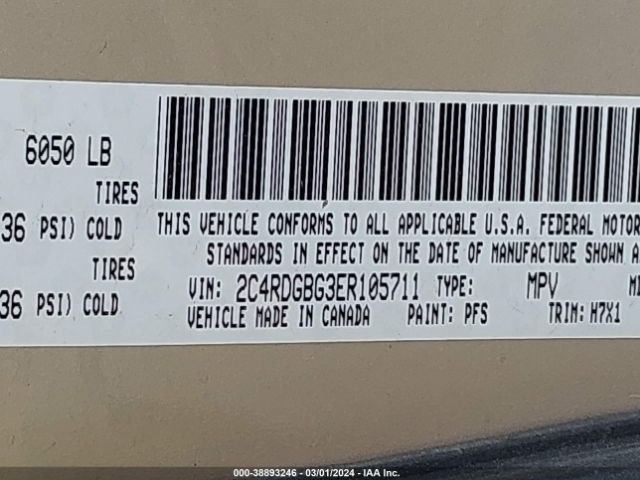 6050 LB
TIRES
36 PSI) COLD
TIRES
36 PSI) COLD
THIS VEHICLE CONFORMS TO ALL APPLICABLE U.S.A. FEDERAL MOTOR
STANDARDS IN EFFECT ON THE DATE OF MANUFACTURE SHOWN A
VIN: 2C4RDGBG3ER105711 TYPE: MPV
VEHICLE MADE IN CANADA PAINT: PFS TRIM: H7X1
000-38893246 - 03/01/2024 - IAA Inc.